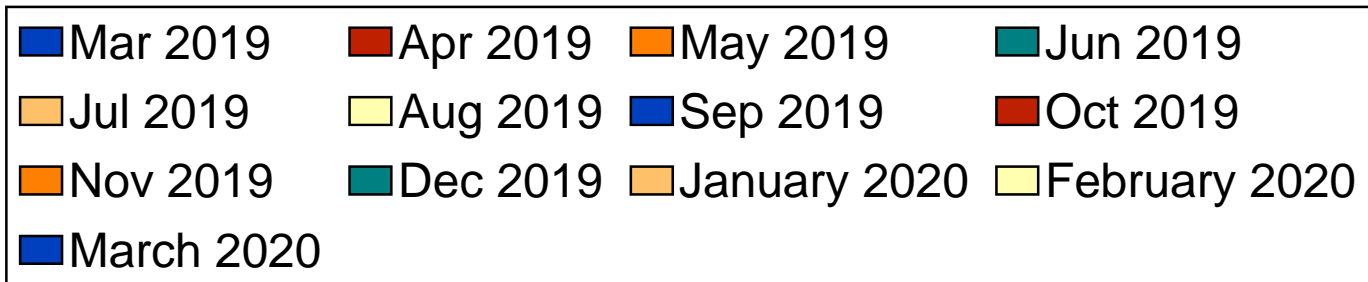 Mar 2019 Apr 2019 May 2019 Jun 2019
Jul 2019 Aug 2019 Sep 2019 Oct 2019
Nov 2019 Dec 2019 January 2020 February 2020
March 2020